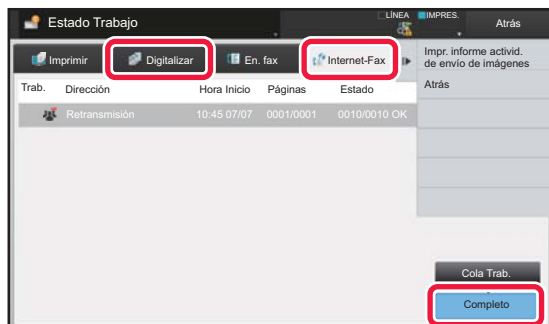 Estado Trabajo
LÍNEA
IMPRES.
Atrás
Imprimir
Digitalizar
En. fax
Internet-Fax
Impr. informe activid.
de envío de imágenes
Trab.
Dirección
Hora Inicio
Páginas
Estado
Atrás
Retransmisión
10:45 07/07
0001/0001
0010/0010 OK
Cola Trab.
Completo